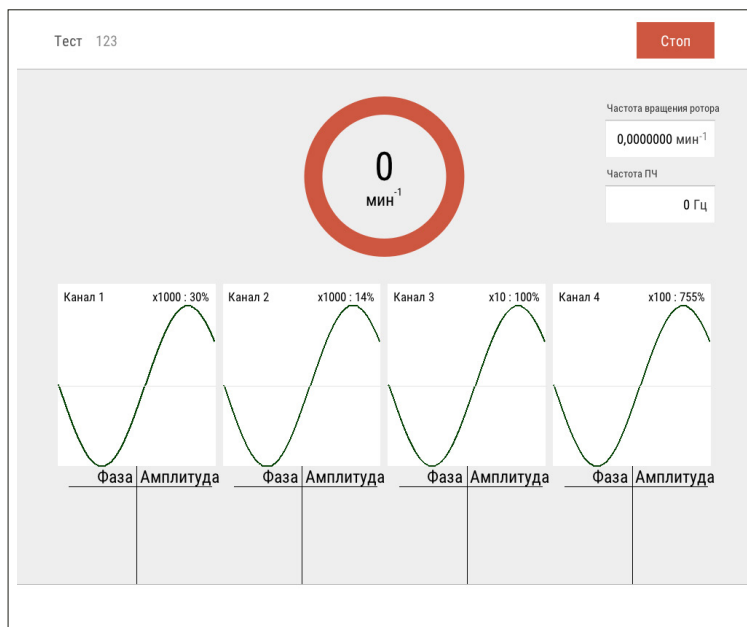 Тест 123
Стоп
Частота вращения ротора
0,0000000 мин⁻¹
Частота ПЧ
0 Гц
0
мин⁻¹
Канал 1 x1000 : 30%
Канал 2 x1000 : 14%
Канал 3 x10 : 100%
Канал 4 x100 : 755%
Фаза Амплитуда
Фаза Амплитуда
Фаза Амплитуда
Фаза Амплитуда